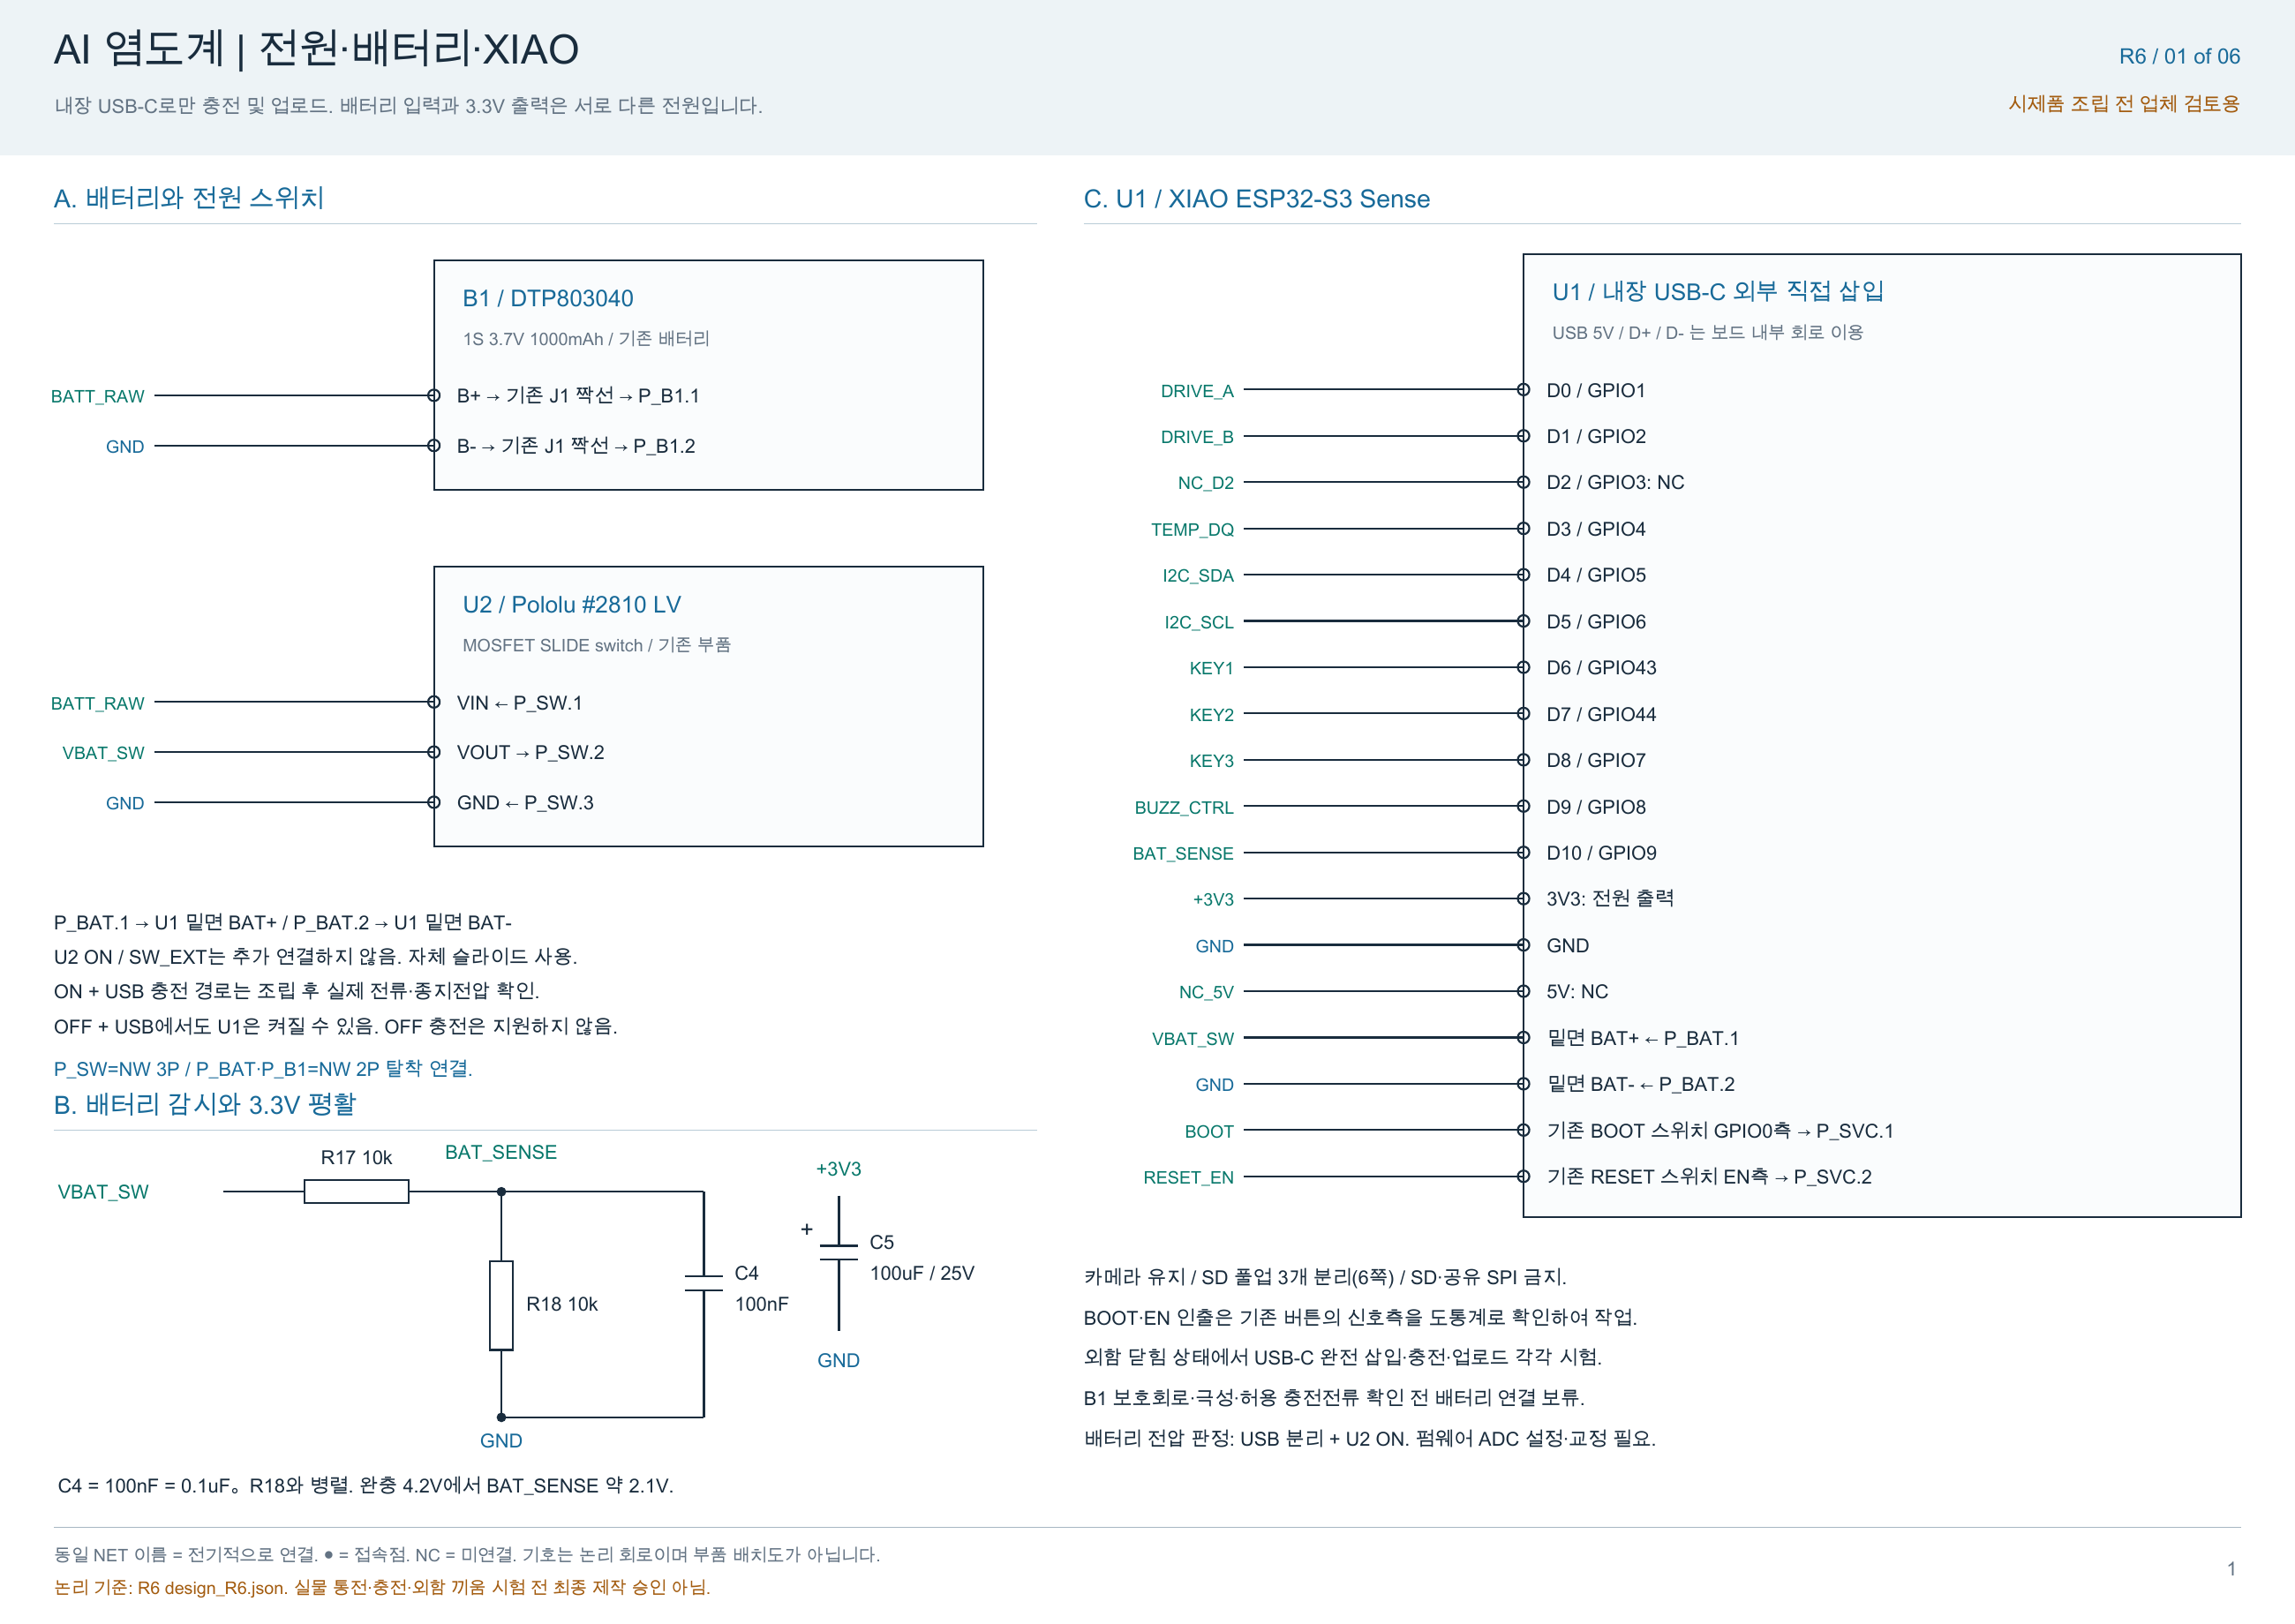 AI 염도계 | 전원·배터리·XIAO
내장 USB-C로만 충전 및 업로드. 배터리 입력과 3.3V 출력은 서로 다른 전원입니다.
R6 / 01 of 06
시제품 조립 전 업체 검토용
A. 배터리와 전원 스위치
B1 / DTP803040
1S 3.7V 1000mAh / 기존 배터리
BATT_RAW
B+ → 기존 J1 짝선 → P_B1.1
GND
B- → 기존 J1 짝선 → P_B1.2
U2 / Pololu #2810 LV
MOSFET SLIDE switch / 기존 부품
BATT_RAW
VIN ← P_SW.1
VBAT_SW
VOUT → P_SW.2
GND
GND ← P_SW.3
P_BAT.1 → U1 밑면 BAT+ / P_BAT.2 → U1 밑면 BAT-
U2 ON / SW_EXT는 추가 연결하지 않음. 자체 슬라이드 사용.
ON + USB 충전 경로는 조립 후 실제 전류·종지전압 확인.
OFF + USB에서도 U1은 켜질 수 있음. OFF 충전은 지원하지 않음.
P_SW=NW 3P / P_BAT·P_B1=NW 2P 탈착 연결.
B. 배터리 감시와 3.3V 평활
R17 10k
BAT_SENSE
+3V3
VBAT_SW
+
C5
100uF / 25V
C4
100nF
R18 10k
GND
GND
C4 = 100nF = 0.1uF。R18와 병렬. 완충 4.2V에서 BAT_SENSE 약 2.1V.
C. U1 / XIAO ESP32-S3 Sense
U1 / 내장 USB-C 외부 직접 삽입
USB 5V / D+ / D- 는 보드 내부 회로 이용
DRIVE_A
D0 / GPIO1
DRIVE_B
D1 / GPIO2
NC_D2
D2 / GPIO3: NC
TEMP_DQ
D3 / GPIO4
I2C_SDA
D4 / GPIO5
I2C_SCL
D5 / GPIO6
KEY1
D6 / GPIO43
KEY2
D7 / GPIO44
KEY3
D8 / GPIO7
BUZZ_CTRL
D9 / GPIO8
BAT_SENSE
D10 / GPIO9
+3V3
3V3: 전원 출력
GND
GND
NC_5V
5V: NC
VBAT_SW
밑면 BAT+ ← P_BAT.1
GND
밑면 BAT- ← P_BAT.2
BOOT
기존 BOOT 스위치 GPIO0측 → P_SVC.1
RESET_EN
기존 RESET 스위치 EN측 → P_SVC.2
카메라 유지 / SD 풀업 3개 분리(6쪽) / SD·공유 SPI 금지.
BOOT·EN 인출은 기존 버튼의 신호측을 도통계로 확인하여 작업.
외함 닫힘 상태에서 USB-C 완전 삽입·충전·업로드 각각 시험.
B1 보호회로·극성·허용 충전전류 확인 전 배터리 연결 보류.
배터리 전압 판정: USB 분리 + U2 ON. 펌웨어 ADC 설정·교정 필요.
동일 NET 이름 = 전기적으로 연결. ● = 접속점. NC = 미연결. 기호는 논리 회로이며 부품 배치도가 아닙니다.
논리 기준: R6 design_R6.json. 실물 통전·충전·외함 끼움 시험 전 최종 제작 승인 아님.
1